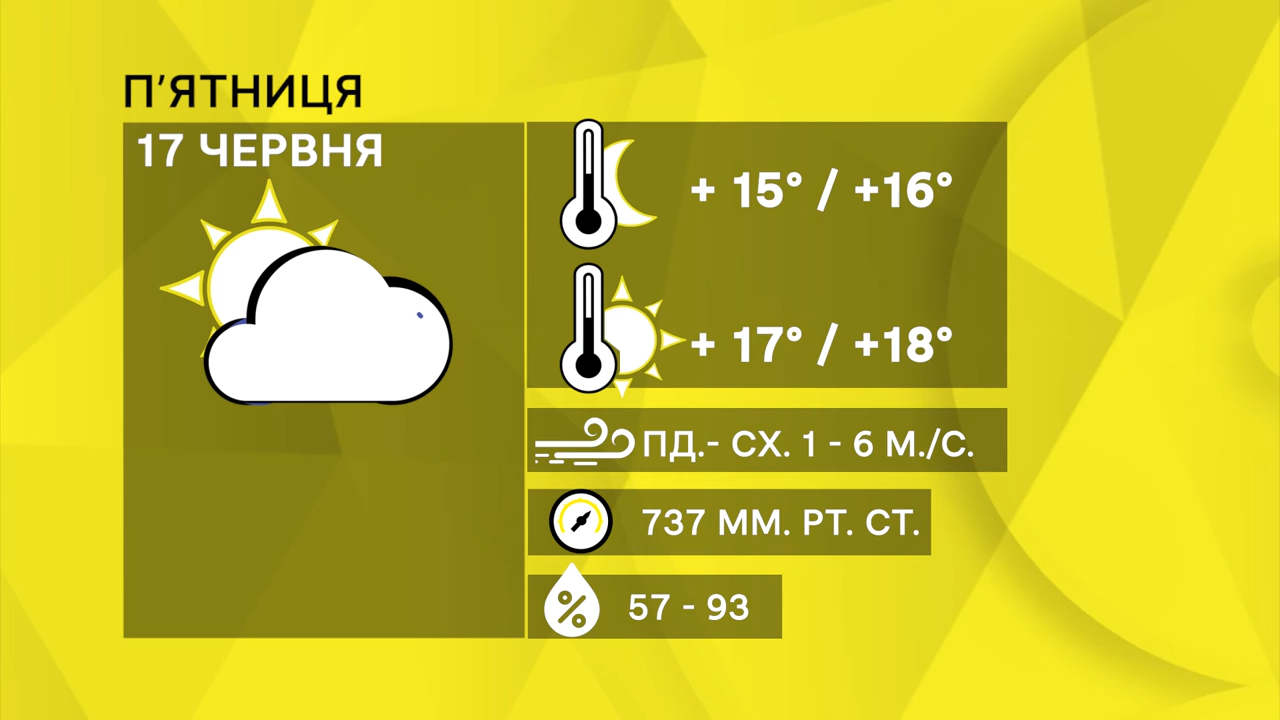 П’ЯТНИЦЯ
17 ЧЕРВНЯ
+ 15° / +16°
+ 17° / +18°
ПД.- СХ. 1 - 6 М./С.
737 ММ. РТ. СТ.
% 57 - 93